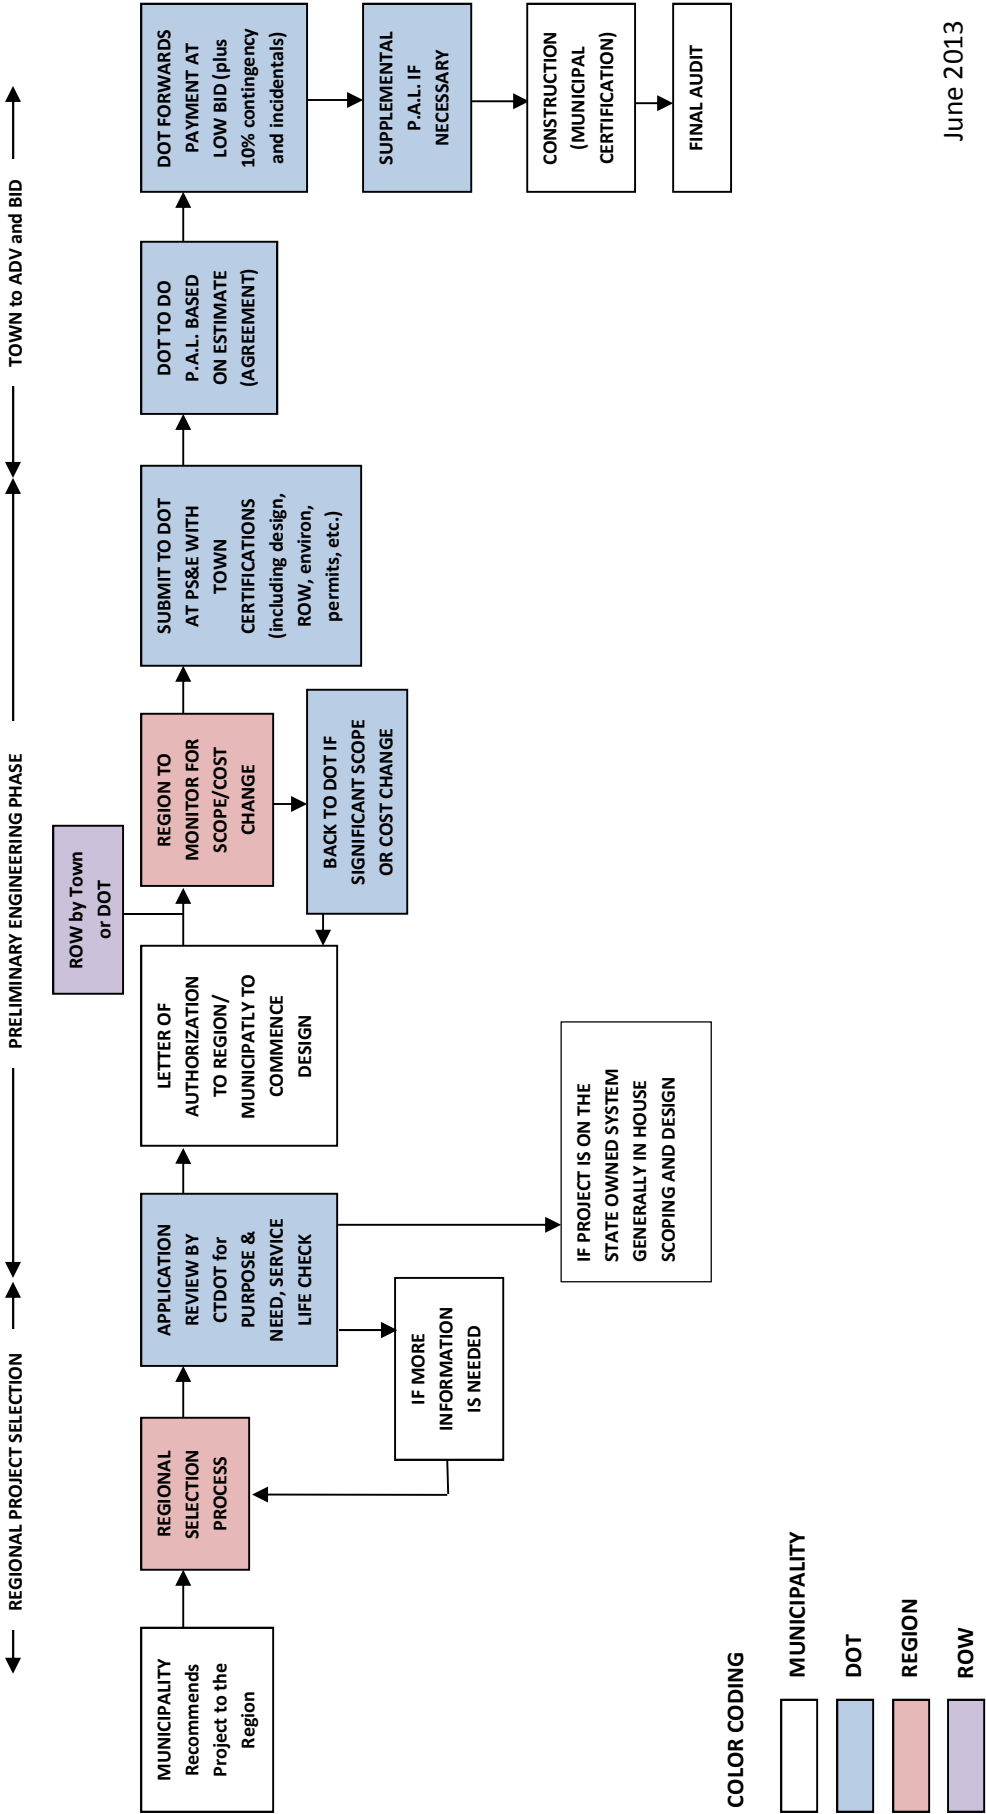 REGIONAL PROJECT SELECTION
PRELIMINARY ENGINEERING PHASE
TOWN to ADV and BID
MUNICIPALITY
Recommends
Project to the
Region
REGIONAL
SELECTION
PROCESS
APPLICATION
REVIEW BY
CTDOT for
PURPOSE &
NEED, SERVICE
LIFE CHECK
IF MORE
INFORMATION
IS NEEDED
IF PROJECT IS ON THE
STATE OWNED SYSTEM
GENERALLY IN HOUSE
SCOPING AND DESIGN
LETTER OF
AUTHORIZATION
TO REGION/
MUNICIPATLY TO
COMMENCE
DESIGN
ROW by Town
or DOT
REGION TO
MONITOR FOR
SCOPE/COST
CHANGE
BACK TO DOT IF
SIGNIFICANT SCOPE
OR COST CHANGE
SUBMIT TO DOT
AT PS&E WITH
TOWN
CERTIFICATIONS
(including design,
ROW, environ,
permits, etc.)
DOT TO DO
P.A.L. BASED
ON ESTIMATE
(AGREEMENT)
DOT FORWARDS
PAYMENT AT
LOW BID (plus
10% contingency
and incidentals)
SUPPLEMENTAL
P.A.L. IF
NECESSARY
CONSTRUCTION
(MUNICIPAL
CERTIFICATION)
FINAL AUDIT
COLOR CODING
MUNICIPALITY
DOT
REGION
ROW
June 2013